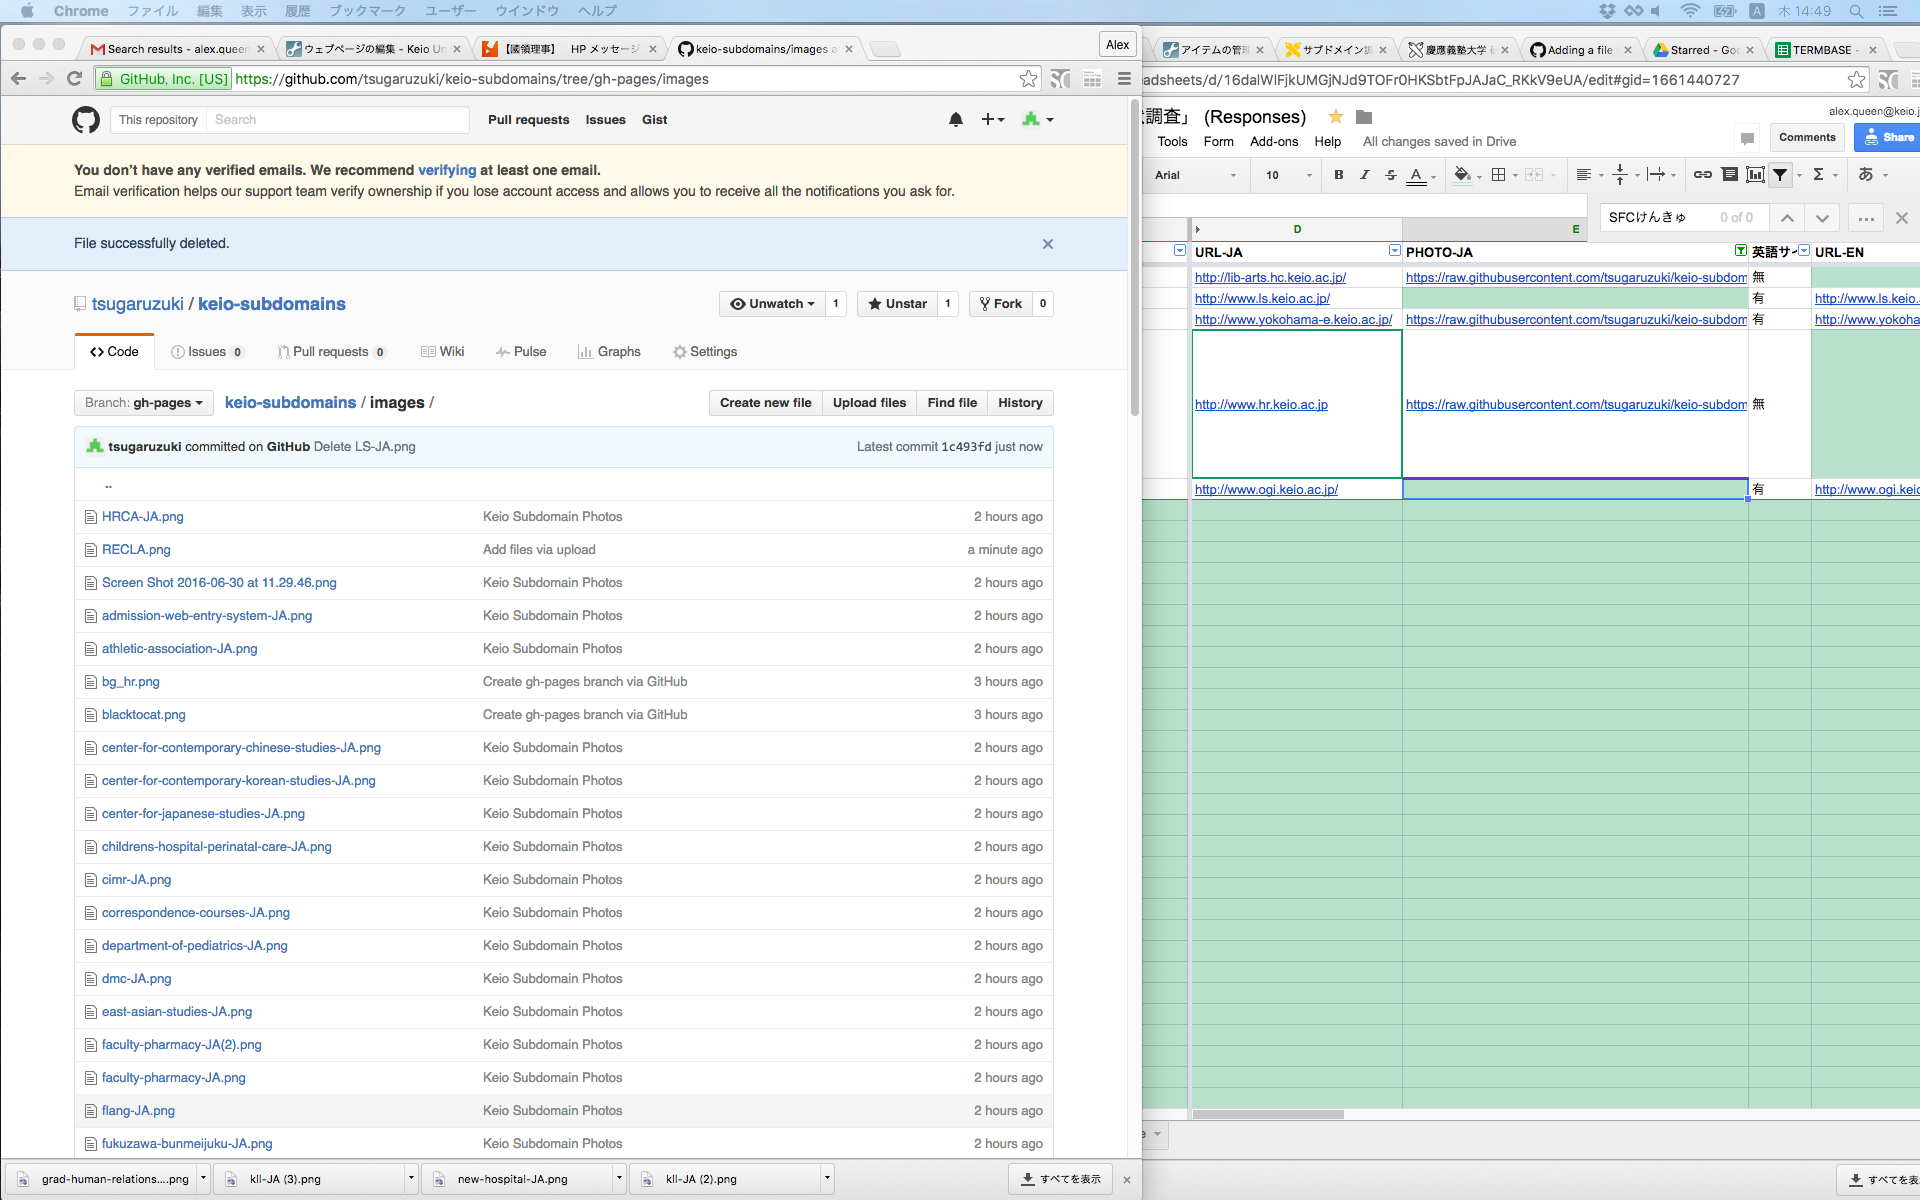 Chrome ファイル 編集 表示 履歴 ブックマーク ユーザー ウインドウ ヘルプ
A 木 14:49
Search results - alex.queen
ウェブページの編集 - Keio Un
【國領理事】 HP メッセージ
keio-subdomains/images a
Alex
アイテムの管理
サブドメイン調
慶應義塾大学
Adding a file
Starred - Goo
TERMBASE -
GitHub, Inc. [US] https://github.com/tsugaruzuki/keio-subdomains/tree/gh-pages/images
adsheets/d/16dalWlFjkUMGjNJd9TOFr0HKSbtFpJAJaC_RKkV9eUA/edit#gid=1661440727
This repository Search Pull requests Issues Gist
You don't have any verified emails. We recommend verifying at least one email.
Email verification helps our support team verify ownership if you lose account access and allows you to receive all the notifications you ask for.
File successfully deleted.
tsugaruzuki / keio-subdomains
Unwatch 1 Unstar 1 Fork 0
Code Issues 0 Pull requests 0 Wiki Pulse Graphs Settings
Branch: gh-pages keio-subdomains / images /
Create new file Upload files Find file History
tsugaruzuki committed on GitHub Delete LS-JA.png Latest commit 1c493fd just now
..
HRCA-JA.png Keio Subdomain Photos 2 hours ago
RECLA.png Add files via upload a minute ago
Screen Shot 2016-06-30 at 11.29.46.png Keio Subdomain Photos 2 hours ago
admission-web-entry-system-JA.png Keio Subdomain Photos 2 hours ago
athletic-association-JA.png Keio Subdomain Photos 2 hours ago
bg_hr.png Create gh-pages branch via GitHub 3 hours ago
blacktocat.png Create gh-pages branch via GitHub 3 hours ago
center-for-contemporary-chinese-studies-JA.png Keio Subdomain Photos 2 hours ago
center-for-contemporary-korean-studies-JA.png Keio Subdomain Photos 2 hours ago
center-for-japanese-studies-JA.png Keio Subdomain Photos 2 hours ago
childrens-hospital-perinatal-care-JA.png Keio Subdomain Photos 2 hours ago
cimr-JA.png Keio Subdomain Photos 2 hours ago
correspondence-courses-JA.png Keio Subdomain Photos 2 hours ago
department-of-pediatrics-JA.png Keio Subdomain Photos 2 hours ago
dmc-JA.png Keio Subdomain Photos 2 hours ago
east-asian-studies-JA.png Keio Subdomain Photos 2 hours ago
faculty-pharmacy-JA(2).png Keio Subdomain Photos 2 hours ago
faculty-pharmacy-JA.png Keio Subdomain Photos 2 hours ago
flang-JA.png Keio Subdomain Photos 2 hours ago
fukuzawa-bunmeijuku-JA.png Keio Subdomain Photos 2 hours ago
grad-human-relations....png kll-JA (3).png new-hospital-JA.png kll-JA (2).png すべてを表示
調査」 (Responses)
alex.queen@keio.j
Tools Form Add-ons Help All changes saved in Drive
Comments Share
Arial 10 B I S A Σ あ
SFCけんきゅ 0 of 0
D E
URL-JA PHOTO-JA 英語サー URL-EN
http://lib-arts.hc.keio.ac.jp/ https://raw.githubusercontent.com/tsugaruzuki/keio-subdom 無
http://www.ls.keio.ac.jp/ 有 http://www.ls.keio.
http://www.yokohama-e.keio.ac.jp/ https://raw.githubusercontent.com/tsugaruzuki/keio-subdom 有 http://www.yokoha
http://www.hr.keio.ac.jp https://raw.githubusercontent.com/tsugaruzuki/keio-subdom 無
http://www.ogi.keio.ac.jp/ 有 http://www.ogi.keio
e
すべてを表